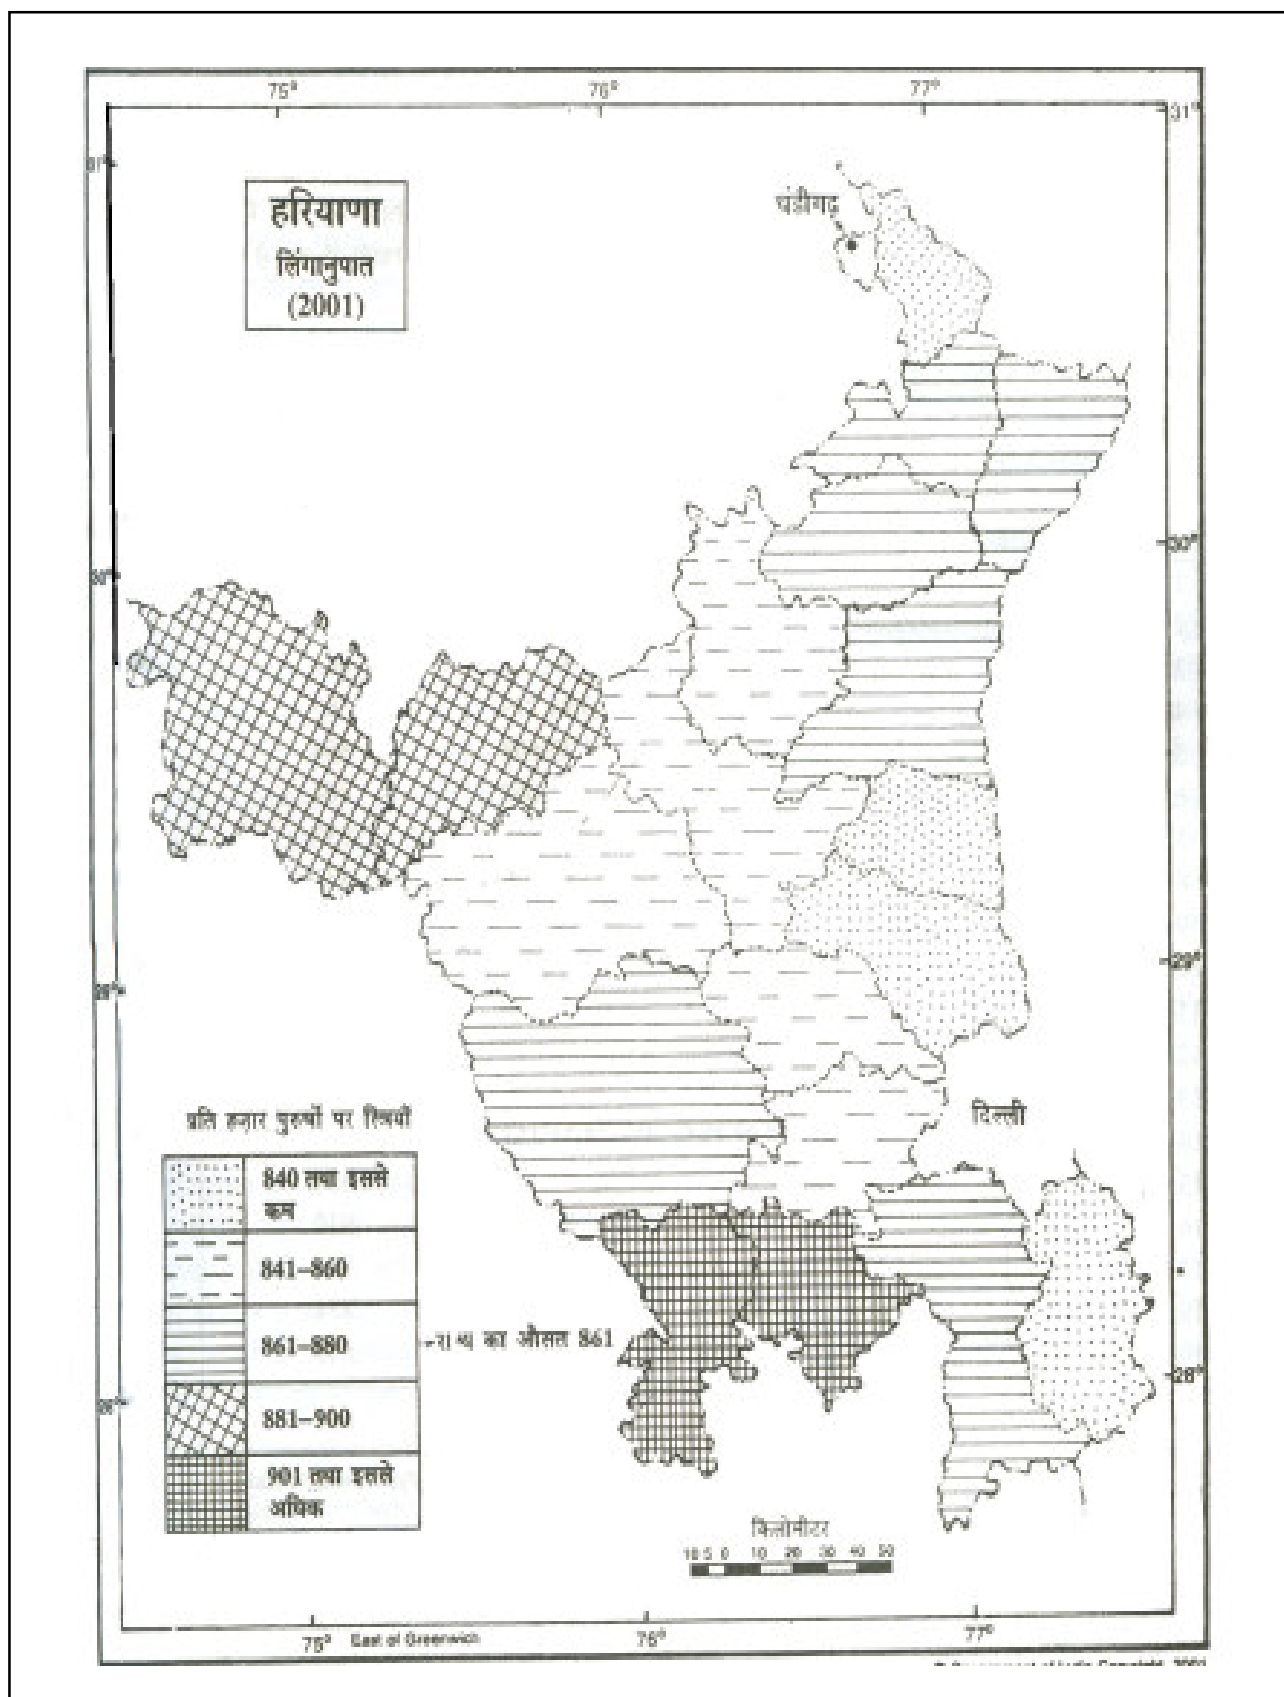 75° 76° 77°
31°
31°
हरियाणा
लिंगानुपात
(2001)
चंडीगढ़
30°
30°
29°
दिल्ली
प्रति हज़ार पुरुषों पर स्त्रियाँ
840 तथा इससे
कम
841–860
861–880
राज्य का औसत 861
881–900
901 तथा इससे
अधिक
28°
किलोमीटर
10 5 0 10 20 30 40 50
75° East of Greenwich 76° 77°